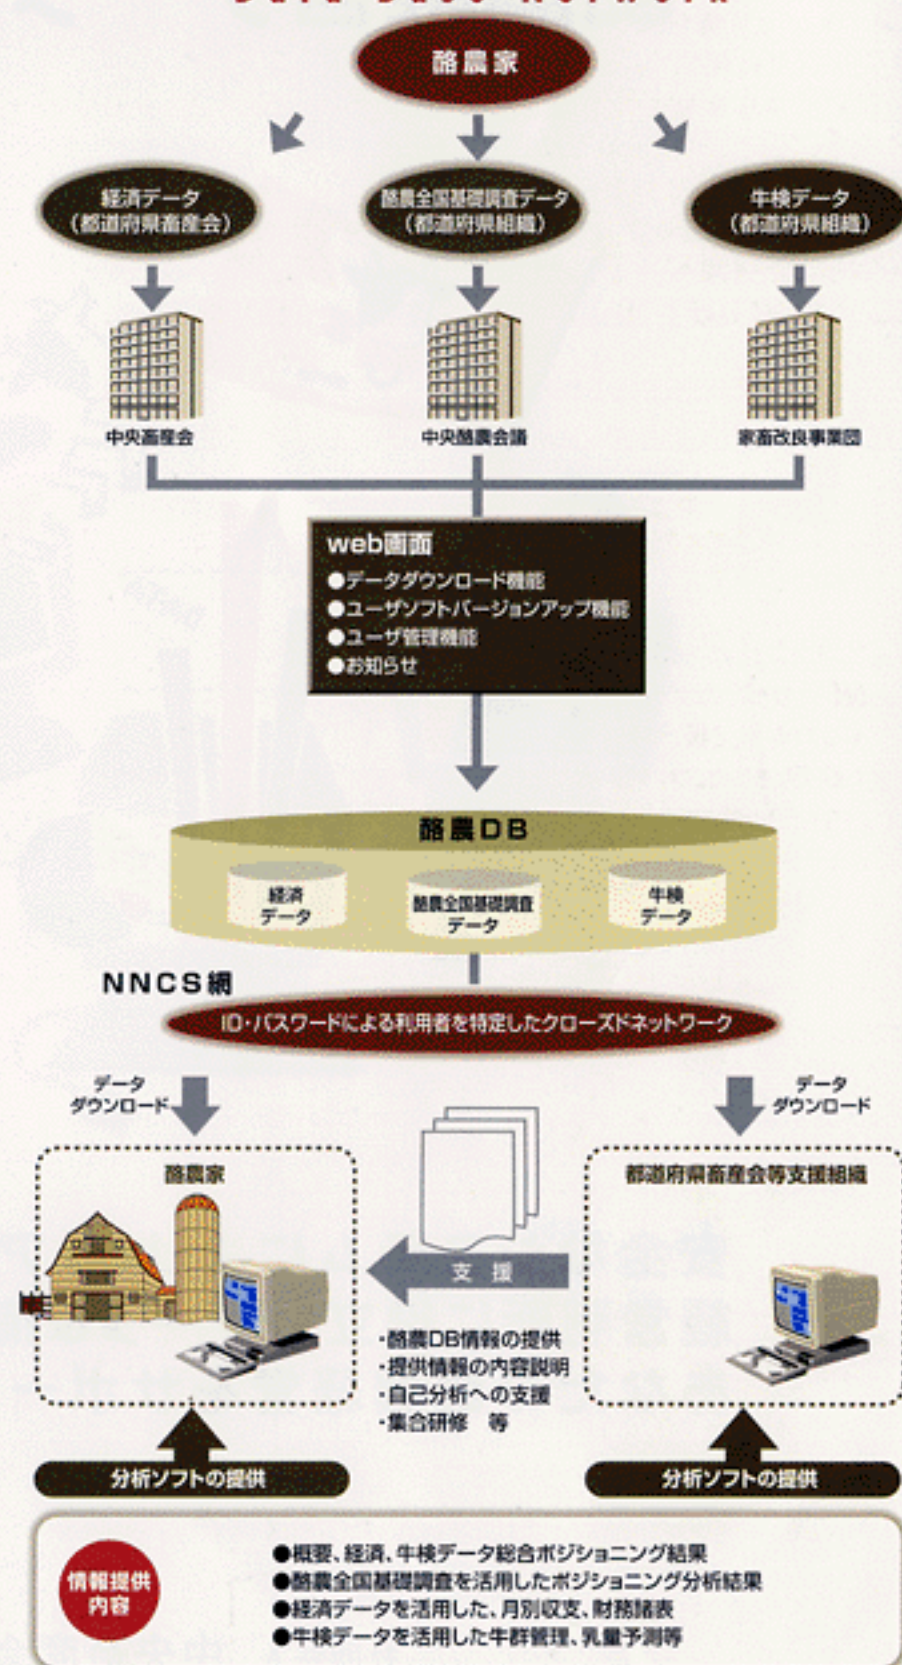 酪農家
経済データ
(都道府県畜産会)
酪農全国基礎調査データ
(都道府県組織)
牛検データ
(都道府県組織)
中央畜産会
中央酪農会議
家畜改良事業団
web画面
●データダウンロード機能
●ユーザソフトバージョンアップ機能
●ユーザ管理機能
●お知らせ
酪農DB
経済
データ
酪農全国基礎調査
データ
牛検
データ
NNCS網
ID・パスワードによる利用者を特定したクローズドネットワーク
データ
ダウンロード
データ
ダウンロード
酪農家
都道府県畜産会等支援組織
支 援
・酪農DB情報の提供
・提供情報の内容説明
・自己分析への支援
・集合研修 等
分析ソフトの提供
分析ソフトの提供
情報提供
内容
●概要、経済、牛検データ総合ポジショニング結果
●酪農全国基礎調査を活用したポジショニング分析結果
●経済データを活用した、月別収支、財務諸表
●牛検データを活用した牛群管理、乳量予測等